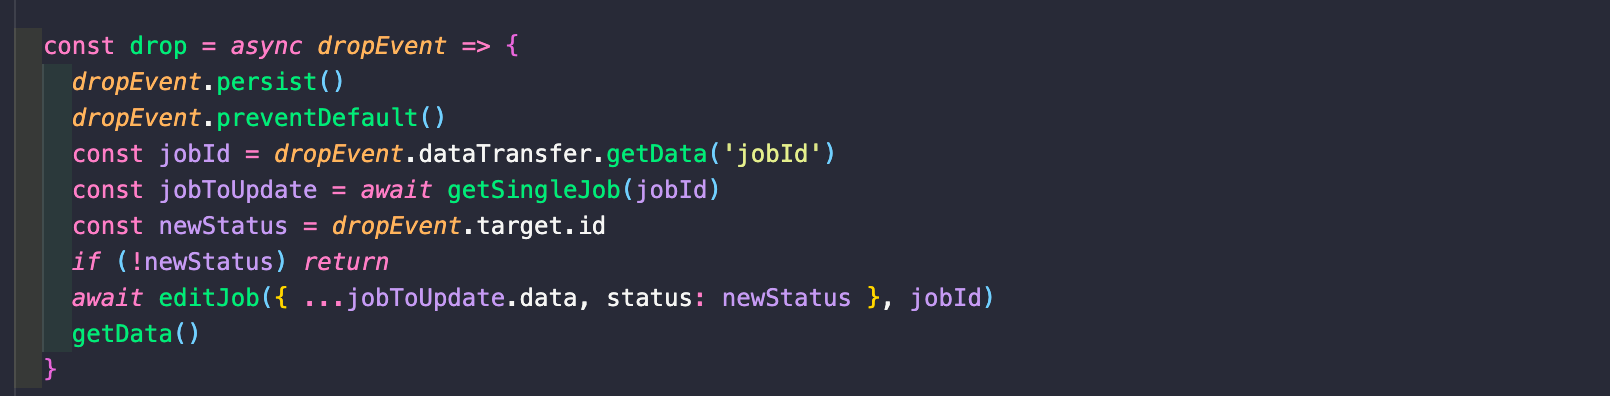 const drop = async dropEvent => {
  dropEvent.persist()
  dropEvent.preventDefault()
  const jobId = dropEvent.dataTransfer.getData('jobId')
  const jobToUpdate = await getSingleJob(jobId)
  const newStatus = dropEvent.target.id
  if (!newStatus) return
  await editJob({ ...jobToUpdate.data, status: newStatus }, jobId)
  getData()
}